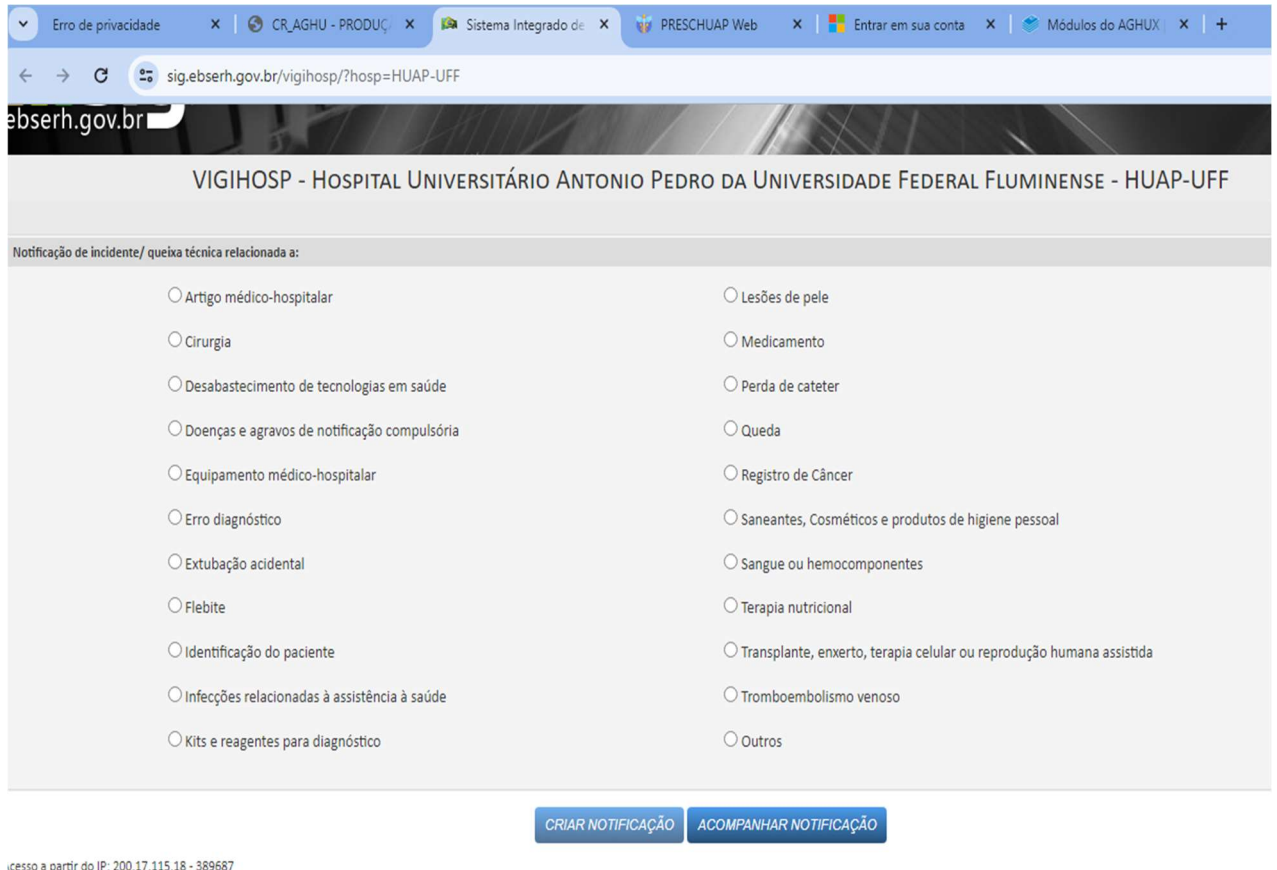 Erro de privacidade
CR_AGHU - PRODUÇ
Sistema Integrado de
PRESCHUAP Web
Entrar em sua conta
Módulos do AGHUX
sig.ebserh.gov.br/vigihosp/?hosp=HUAP-UFF
ebserh.gov.br
VIGIHOSP - HOSPITAL UNIVERSITÁRIO ANTONIO PEDRO DA UNIVERSIDADE FEDERAL FLUMINENSE - HUAP-UFF
Notificação de incidente/ queixa técnica relacionada a:
Artigo médico-hospitalar
Cirurgia
Desabastecimento de tecnologias em saúde
Doenças e agravos de notificação compulsória
Equipamento médico-hospitalar
Erro diagnóstico
Extubação acidental
Flebite
Identificação do paciente
Infecções relacionadas à assistência à saúde
Kits e reagentes para diagnóstico
Lesões de pele
Medicamento
Perda de cateter
Queda
Registro de Câncer
Saneantes, Cosméticos e produtos de higiene pessoal
Sangue ou hemocomponentes
Terapia nutricional
Transplante, enxerto, terapia celular ou reprodução humana assistida
Tromboembolismo venoso
Outros
CRIAR NOTIFICAÇÃO
ACOMPANHAR NOTIFICAÇÃO
cesso a partir do IP: 200.17.115.18 - 389687